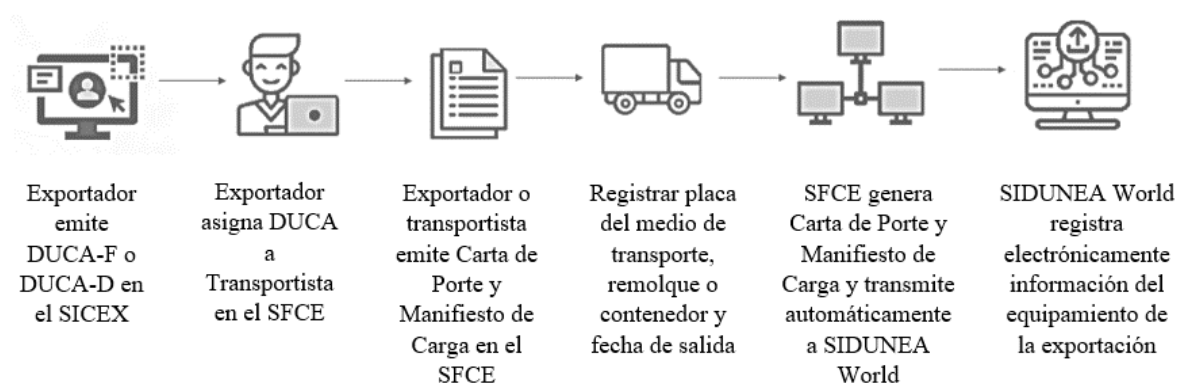 Exportador
emite
DUCA-F o
DUCA-D en
el SICEX
Exportador
asigna DUCA
a
Transportista
en el SFCE
Exportador o
transportista
emite Carta de
Porte y
Manifiesto de
Carga en el
SFCE
Registrar placa
del medio de
transporte,
remolque o
contenedor y
fecha de salida
SFCE genera
Carta de Porte y
Manifiesto de
Carga y transmite
automáticamente
a SIDUNEA
World
SIDUNEA World
registra
electrónicamente
información del
equipamiento de
la exportación